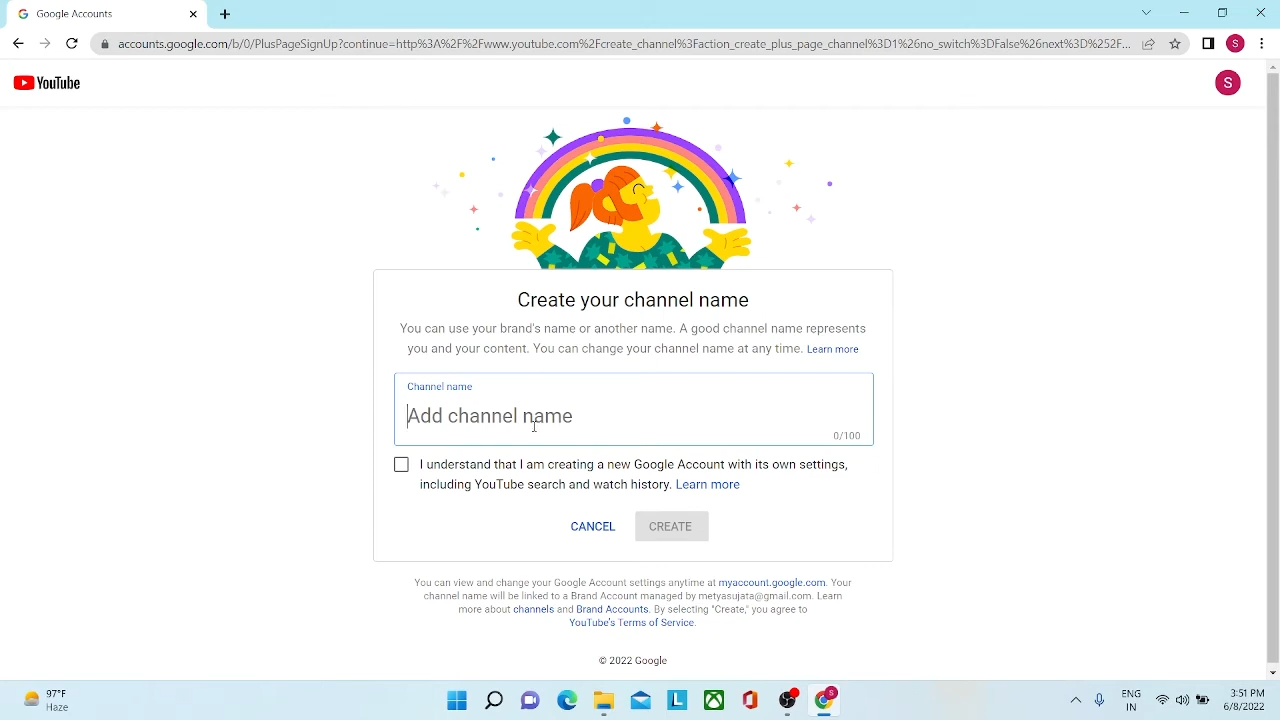 Google Accounts
accounts.google.com/b/0/PlusPageSignUp?continue=http%3A%2F%2Fwww.youtube.com%2Fcreate_channel%3Faction_create_plus_page_channel%3D1%26no_switch%3DFalse%26next%3D%252F...
S
YouTube
S
Create your channel name
You can use your brand's name or another name. A good channel name represents
you and your content. You can change your channel name at any time. Learn more
Channel name
Add channel name
0/100
I understand that I am creating a new Google Account with its own settings,
including YouTube search and watch history. Learn more
CANCEL CREATE
You can view and change your Google Account settings anytime at myaccount.google.com. Your
channel name will be linked to a Brand Account managed by metyasujata@gmail.com. Learn
more about channels and Brand Accounts. By selecting "Create," you agree to
YouTube's Terms of Service.
© 2022 Google
97°F
Haze
L
S
ENG
IN
3:51 PM
6/8/2022